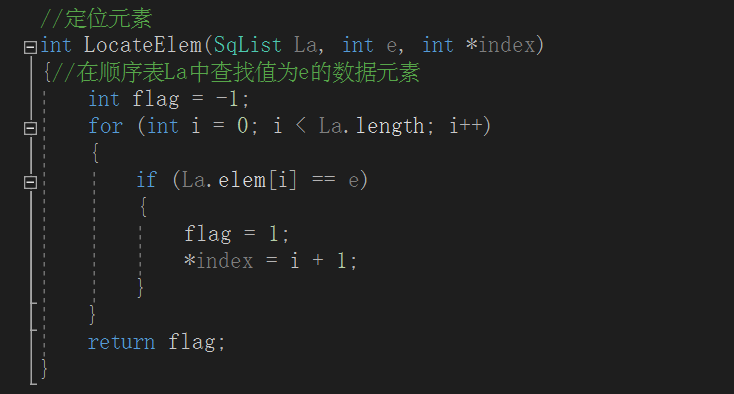 //定位元素
int LocateElem(SqList La, int e, int *index)
{//在顺序表La中查找值为e的数据元素
int flag = -1;
for (int i = 0; i < La.length; i++)
{
if (La.elem[i] == e)
{
flag = 1;
*index = i + 1;
}
}
return flag;
}